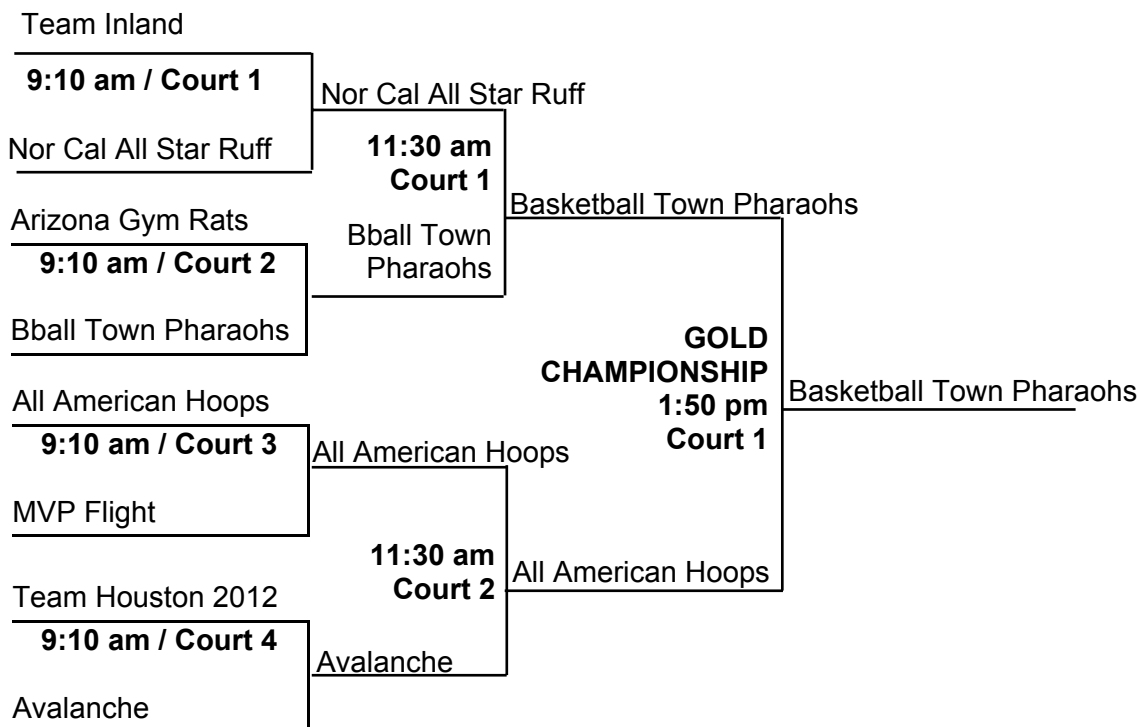 Team Inland
9:10 am / Court 1
Nor Cal All Star Ruff
Nor Cal All Star Ruff
11:30 am
Court 1
Arizona Gym Rats
9:10 am / Court 2
Bball Town
Pharaohs
Bball Town Pharaohs
Basketball Town Pharaohs
GOLD
CHAMPIONSHIP
1:50 pm
Court 1
Basketball Town Pharaohs
All American Hoops
9:10 am / Court 3
All American Hoops
MVP Flight
11:30 am
Court 2
All American Hoops
Team Houston 2012
9:10 am / Court 4
Avalanche
Avalanche